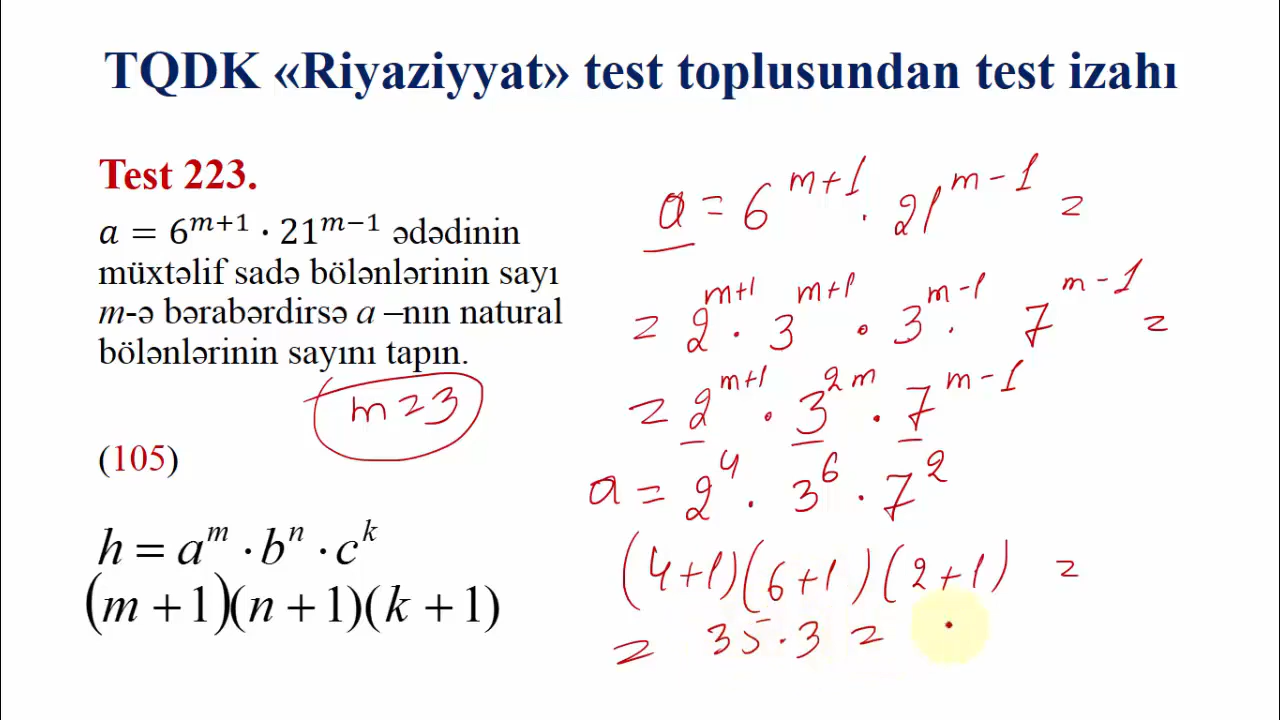 TQDK «Riyaziyyat» test toplusundan test izahı
Test 223.
a = 6^{m+1} · 21^{m−1} ədədinin
müxtəlif sadə bölənlərinin sayı
m-ə bərabərdirsə a –nın natural
bölənlərinin sayını tapın.
m = 3
(105)
h = a^m · b^n · c^k
(m + 1)(n + 1)(k + 1)
a = 6^{m+1} · 21^{m−1} =
= 2^{m+1} · 3^{m+1} · 3^{m−1} · 7^{m−1} =
= 2^{m+1} · 3^{2m} · 7^{m−1}
a = 2^4 · 3^6 · 7^2
(4+1)(6+1)(2+1) =
= 35·3 =